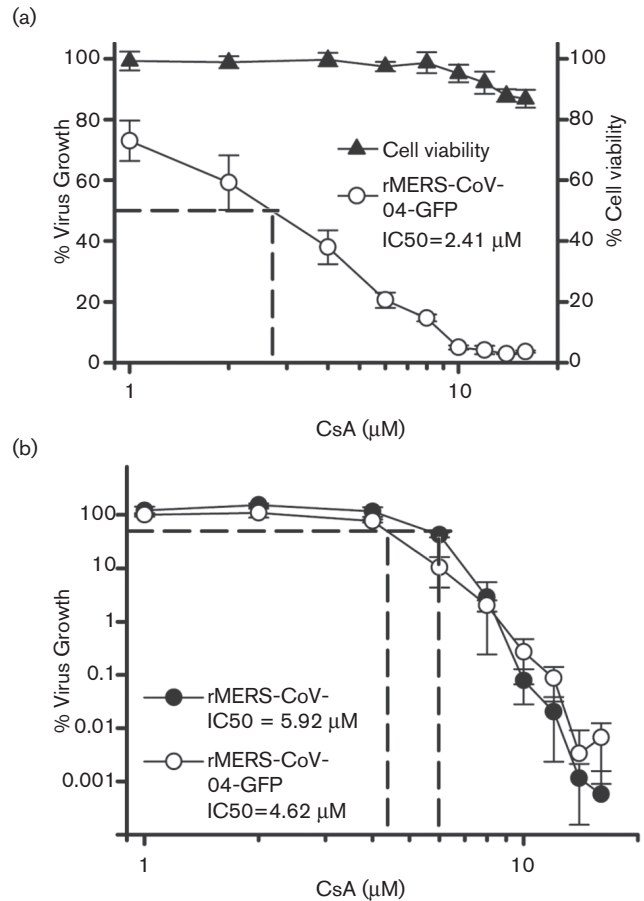 (a)
100
80
60
40
20
0
% Virus Growth
100
80
60
40
20
0
% Cell viability
Cell viability
rMERS-CoV-
04-GFP
IC50=2.41 μM
1
10
CsA (μM)
(b)
100
10
1
0.1
0.01
0.001
% Virus Growth
rMERS-CoV-
IC50 = 5.92 μM
rMERS-CoV-
04-GFP
IC50=4.62 μM
1
10
CsA (μM)